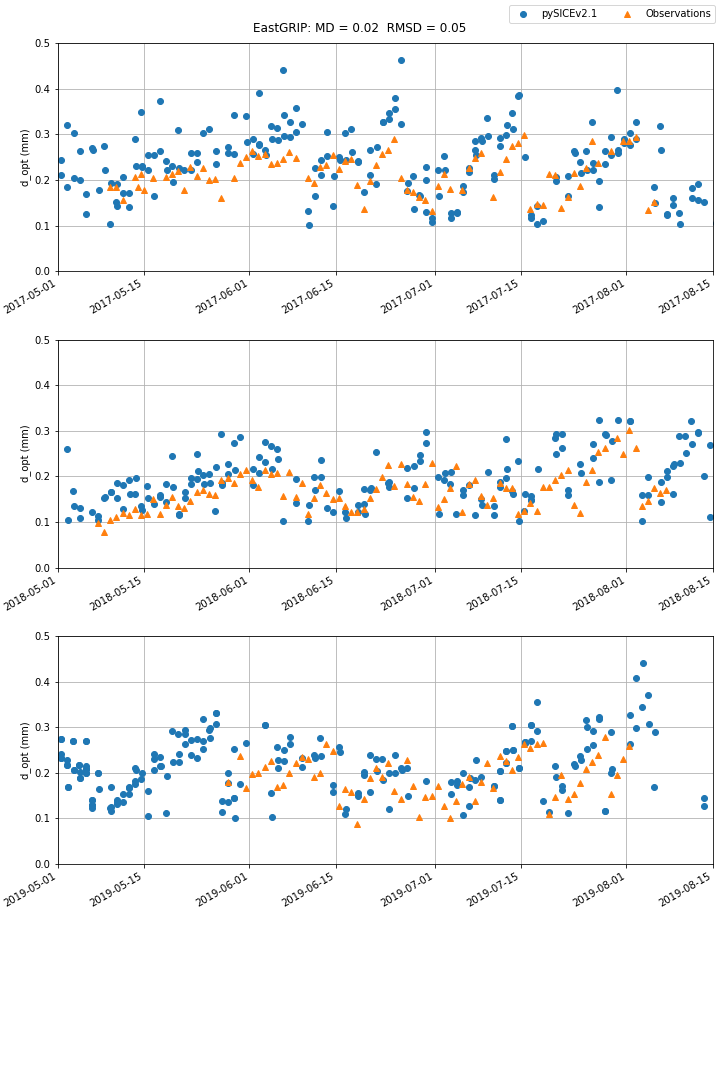 pySICEv2.1 Observations
EastGRIP: MD = 0.02 RMSD = 0.05
d_opt (mm)
0.5
0.4
0.3
0.2
0.1
0.0
2017-05-01 2017-05-15 2017-06-01 2017-06-15 2017-07-01 2017-07-15 2017-08-01 2017-08-15
d_opt (mm)
0.5
0.4
0.3
0.2
0.1
0.0
2018-05-01 2018-05-15 2018-06-01 2018-06-15 2018-07-01 2018-07-15 2018-08-01 2018-08-15
d_opt (mm)
0.5
0.4
0.3
0.2
0.1
0.0
2019-05-01 2019-05-15 2019-06-01 2019-06-15 2019-07-01 2019-07-15 2019-08-01 2019-08-15